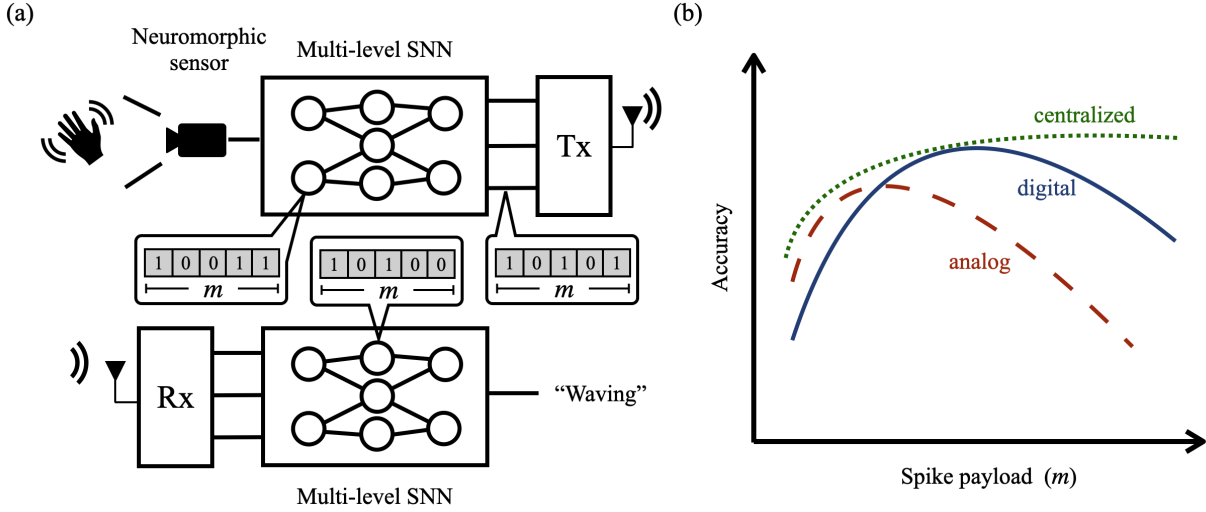 (a)
Neuromorphic
sensor
Multi-level SNN
Tx
1 0 0 1 1
m
1 0 1 0 0
m
1 0 1 0 1
m
Rx
“Waving”
Multi-level SNN
(b)
centralized
digital
analog
Accuracy
Spike payload (m)